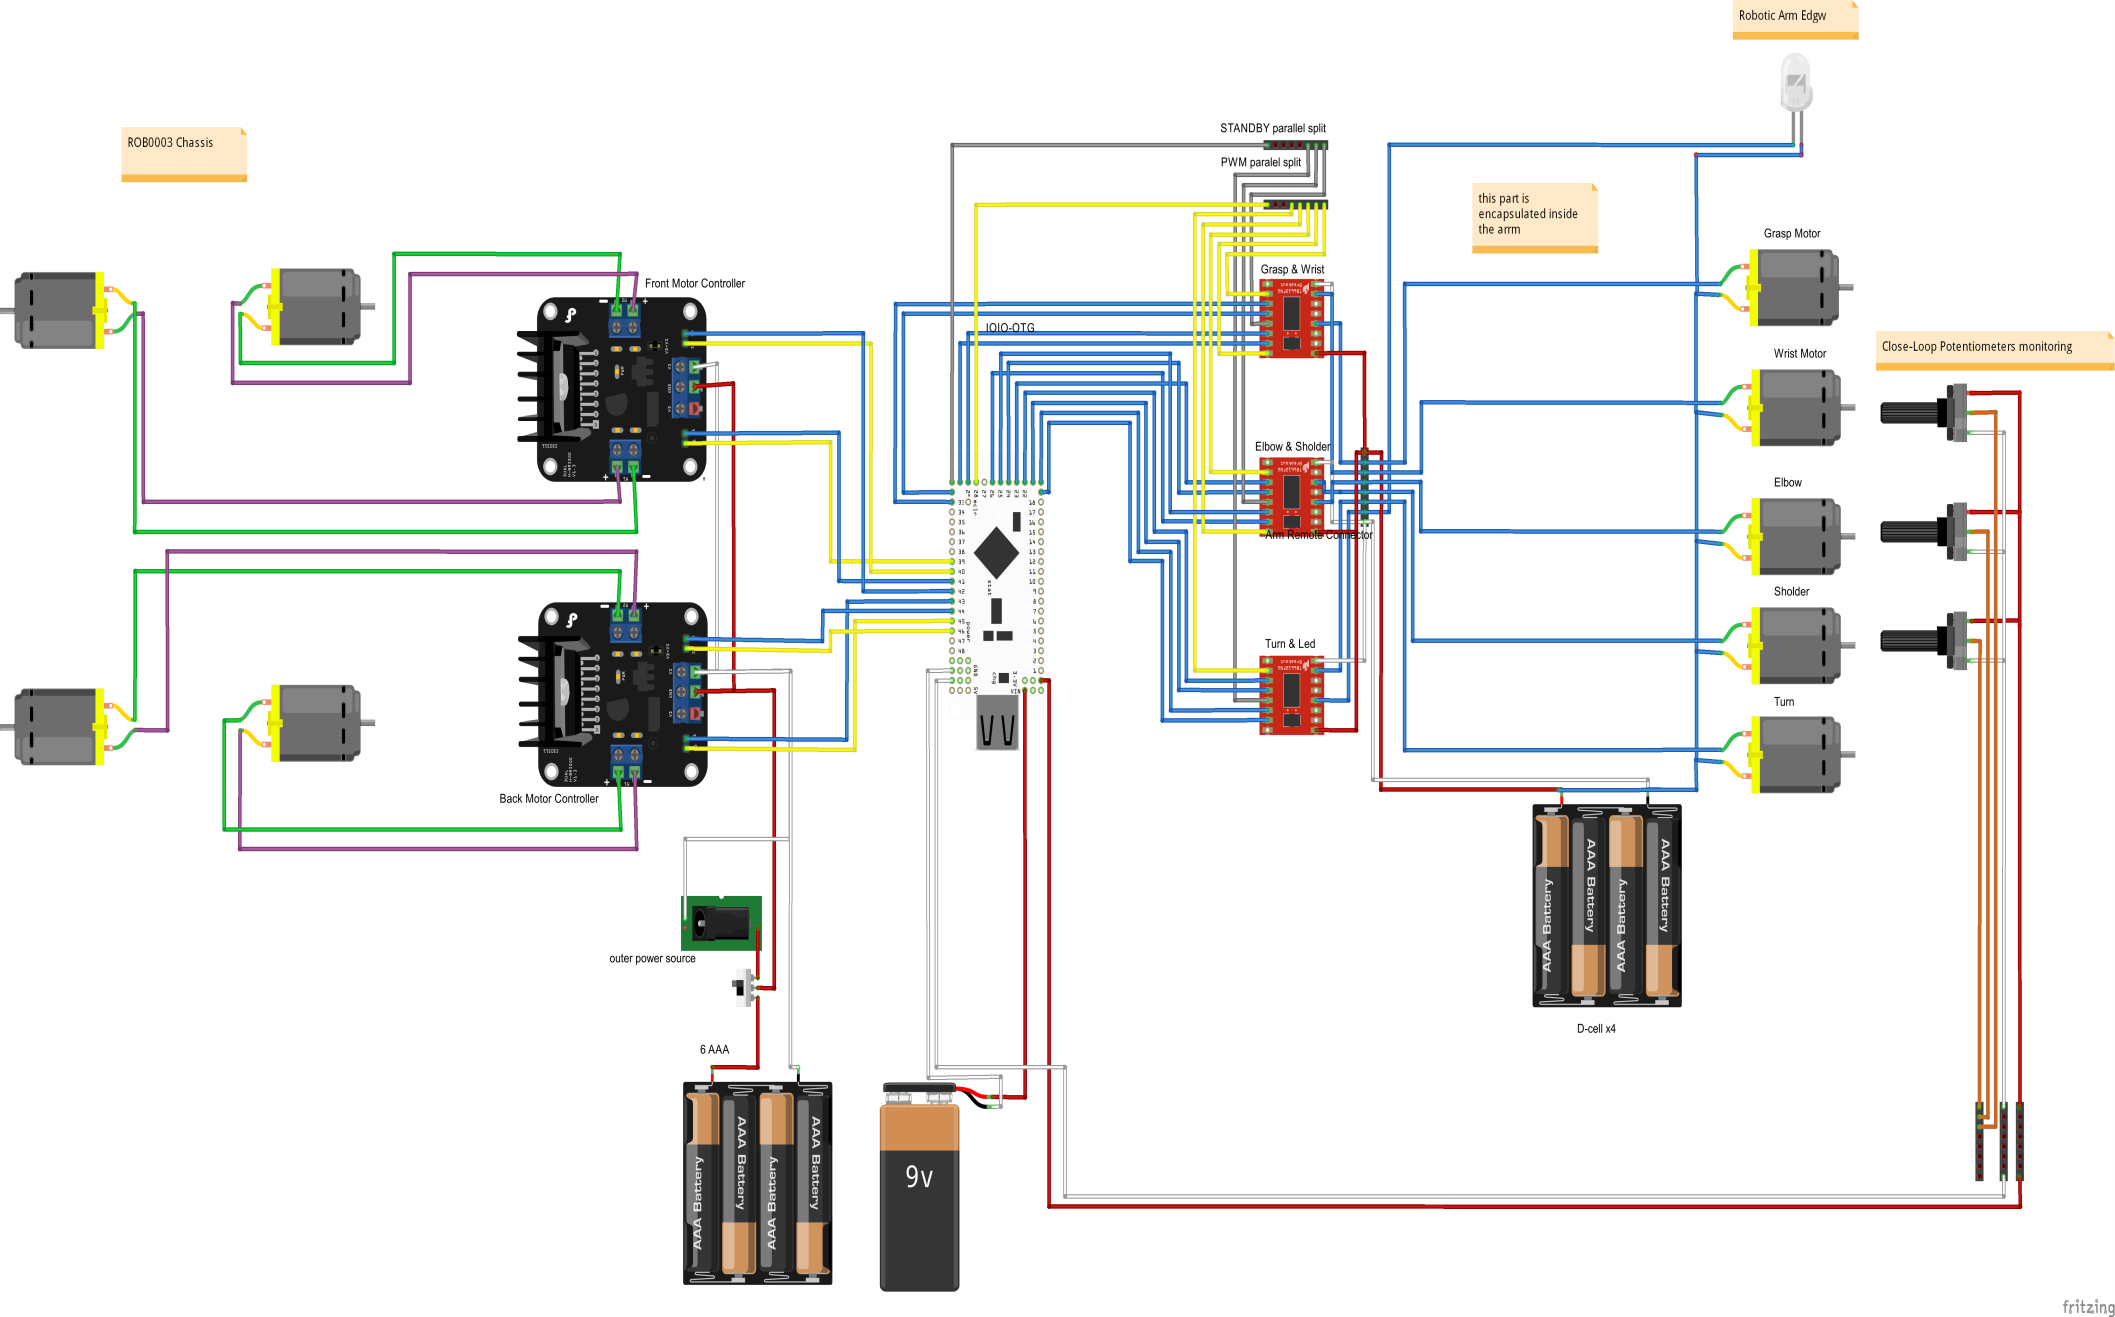 Robotic Arm Edgw
ROB0003 Chassis
STANDBY parallel split
PWM paralel split
this part is
encapsulated inside
the arrm
Grasp Motor
Grasp & Wrist
Front Motor Controller
IOIO-OTG
Close-Loop Potentiometers monitoring
Wrist Motor
Elbow & Sholder
Elbow
Arm Remote Connector
Sholder
Turn & Led
Turn
Back Motor Controller
outer power source
D-cell x4
6 AAA
AAA Battery
AAA Battery
AAA Battery
AAA Battery
AAA Battery
AAA Battery
AAA Battery
AAA Battery
9v
fritzing